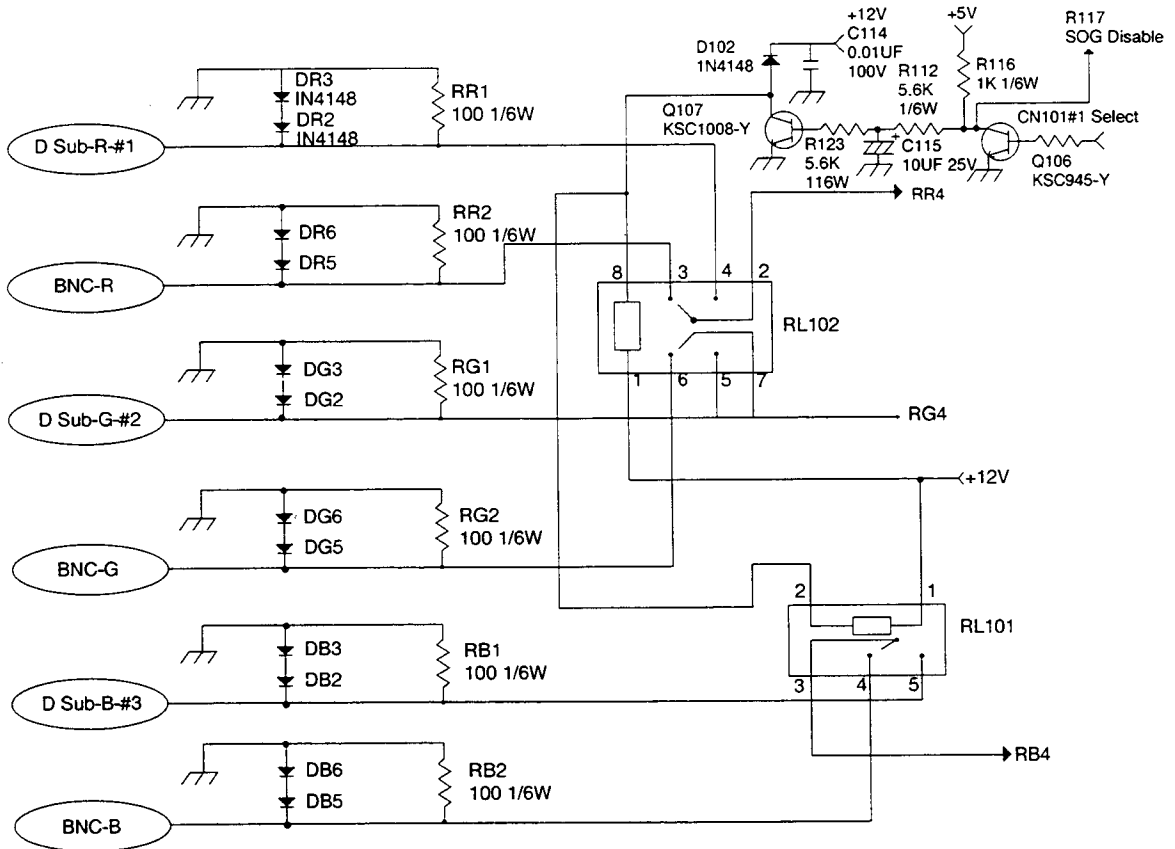 +12V
C114
0.01UF
100V
D102
1N4148
+5V
R117
SOG Disable
R112
5.6K
1/6W
R116
1K 1/6W
DR3
IN4148
DR2
IN4148
RR1
100 1/6W
D Sub-R-#1
Q107
KSC1008-Y
CN101#1 Select
R123
5.6K
116W
+
C115
10UF 25V
Q106
KSC945-Y
RR4
DR6
DR5
RR2
100 1/6W
BNC-R
8 3 4 2
RL102
1 6 5 7
DG3
DG2
RG1
100 1/6W
D Sub-G-#2
RG4
+12V
DG6
DG5
RG2
100 1/6W
BNC-G
2 1
RL101
3 4 5
DB3
DB2
RB1
100 1/6W
D Sub-B-#3
RB4
DB6
DB5
RB2
100 1/6W
BNC-B